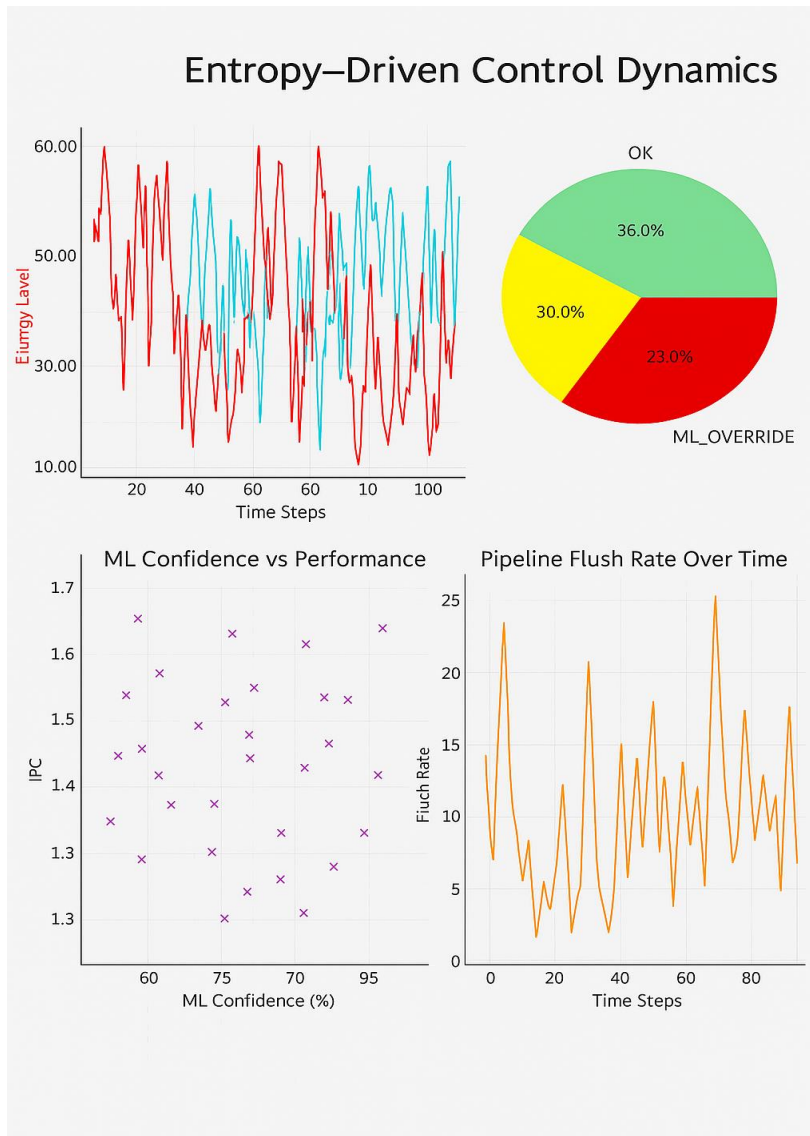 Entropy–Driven Control Dynamics
60.00
50.00
30.00
10.00
Eiurrgy Lavel
20 40 60 60 10 100
Time Steps
OK
36.0%
30.0%
23.0%
ML_OVERRIDE
ML Confidence vs Performance
1.7
1.6
1.5
1.4
1.3
1.3
IPC
60 75 70 95
ML Confidence (%)
Pipeline Flush Rate Over Time
25
20
15
10
5
0
Fiuch Rate
0 20 40 60 80
Time Steps